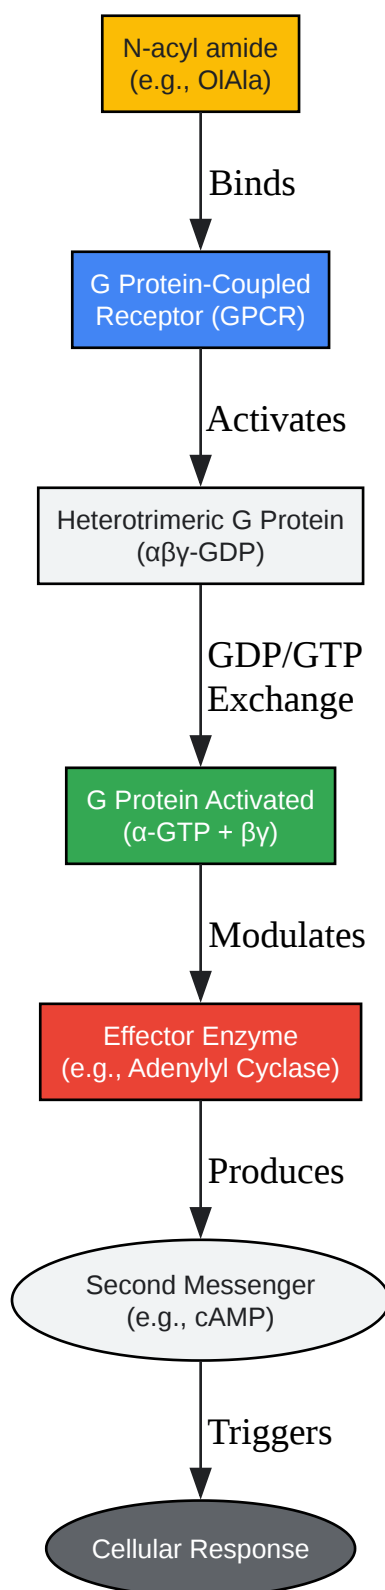 N-acyl amide
(e.g., OlAla)
Binds
G Protein-Coupled
Receptor (GPCR)
Activates
Heterotrimeric G Protein
(αβγ-GDP)
GDP/GTP
Exchange
G Protein Activated
(α-GTP + βγ)
Modulates
Effector Enzyme
(e.g., Adenylyl Cyclase)
Produces
Second Messenger
(e.g., cAMP)
Triggers
Cellular Response